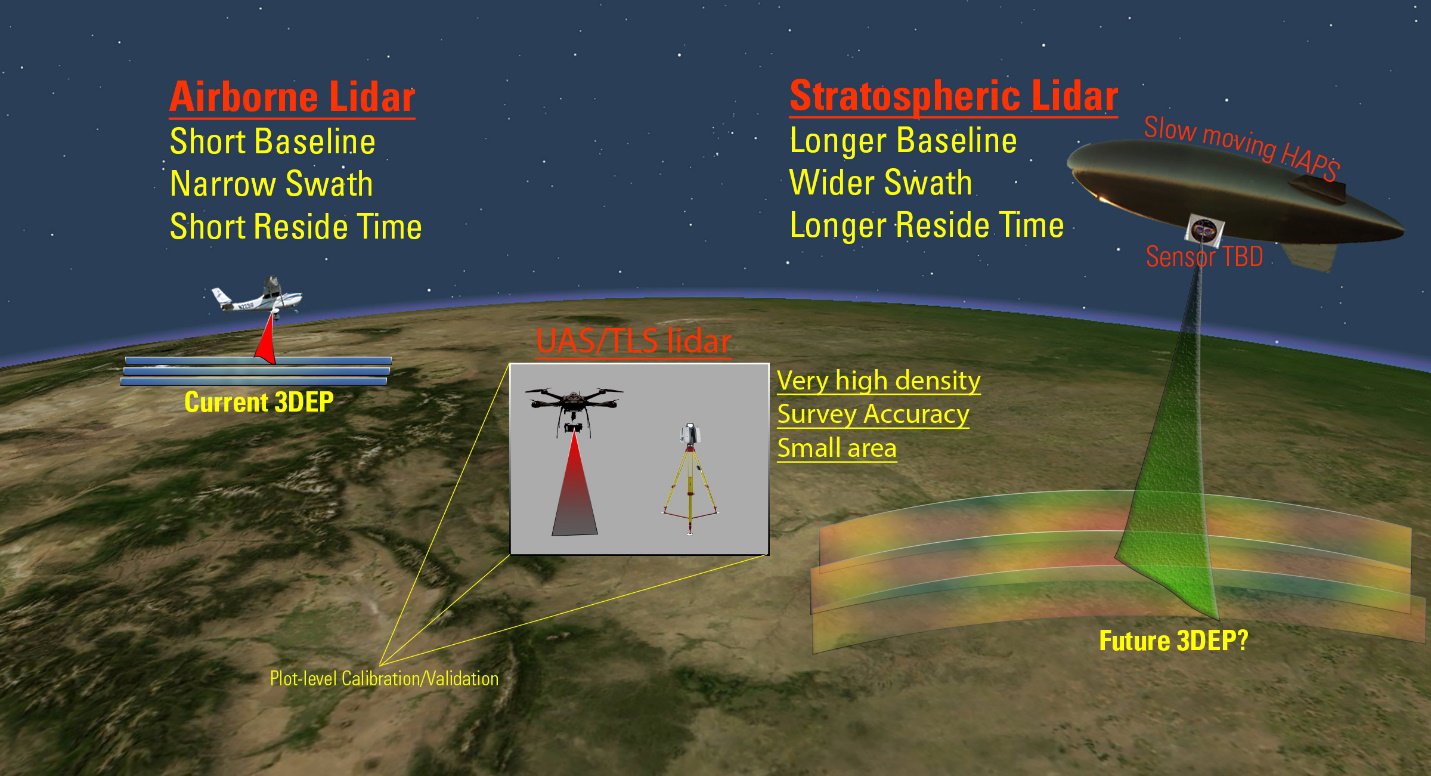 Airborne Lidar
Short Baseline
Narrow Swath
Short Reside Time
Stratospheric Lidar
Longer Baseline
Wider Swath
Longer Reside Time
Slow moving HAPS
Sensor TBD
UAS/TLS lidar
Very high density
Survey Accuracy
Small area
Current 3DEP
Future 3DEP?
Plot-level Calibration/Validation